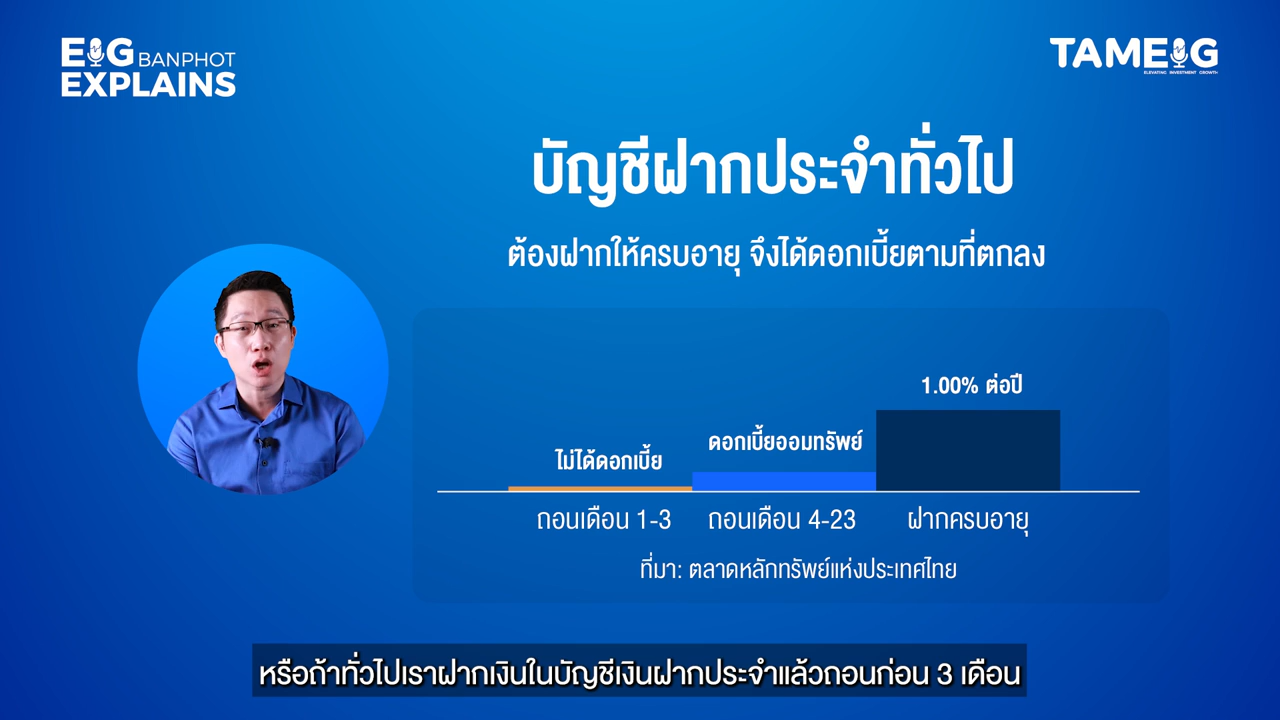 EIG BANPHOT
EXPLAINS
TAMEIG
ELEVATING INVESTMENT GROWTH
บัญชีฝากประจำทั่วไป
ต้องฝากให้ครบอายุ จึงได้ดอกเบี้ยตามที่ตกลง
1.00% ต่อปี
ดอกเบี้ยออมทรัพย์
ไม่ได้ดอกเบี้ย
ถอนเดือน 1-3 ถอนเดือน 4-23 ฝากครบอายุ
ที่มา: ตลาดหลักทรัพย์แห่งประเทศไทย
หรือถ้าทั่วไปเราฝากเงินในบัญชีเงินฝากประจำแล้วถอนก่อน 3 เดือน